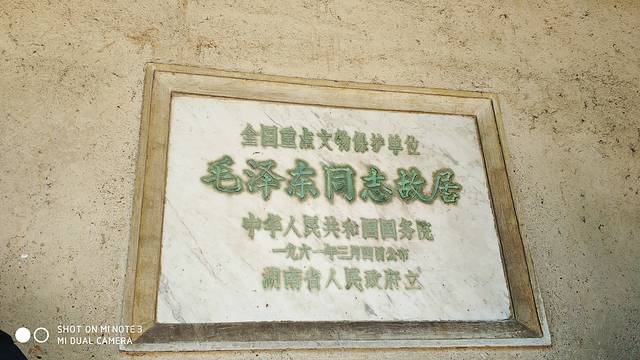 全国重点文物保护单位
毛泽东同志故居
中华人民共和国国务院
一九六一年三月四日公布
湖南省人民政府立
SHOT ON MI NOTE 3
MI DUAL CAMERA